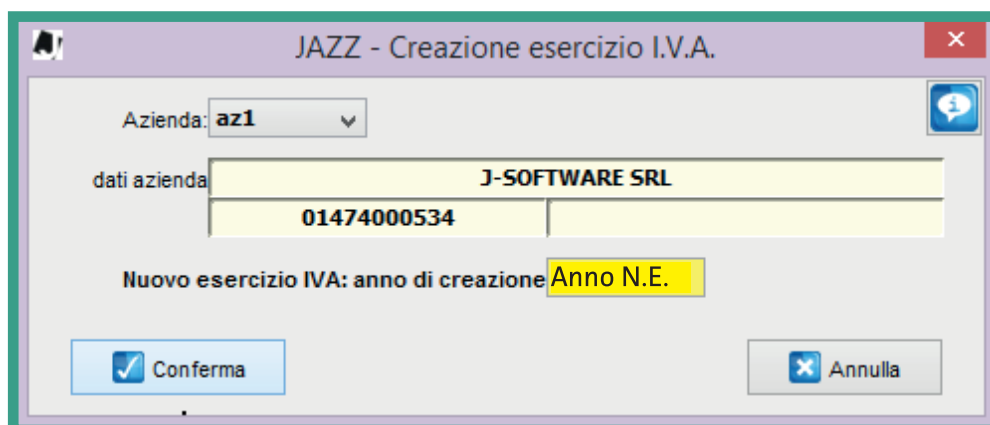 JAZZ - Creazione esercizio I.V.A.
Azienda: az1
dati azienda J-SOFTWARE SRL
01474000534
Nuovo esercizio IVA: anno di creazione Anno N.E.
Conferma Annulla